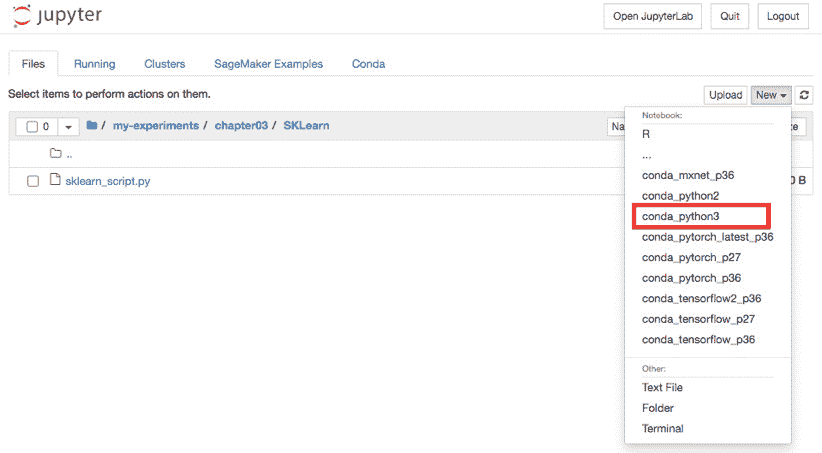 jupyter
Open JupyterLab Quit Logout
Files Running Clusters SageMaker Examples Conda
Select items to perform actions on them.
Upload New
0 / my-experiments / chapter03 / SKLearn
Na
e
..
sklearn_script.py
0 B
Notebook:
R
...
conda_mxnet_p36
conda_python2
conda_python3
conda_pytorch_latest_p36
conda_pytorch_p27
conda_pytorch_p36
conda_tensorflow2_p36
conda_tensorflow_p27
conda_tensorflow_p36
Other:
Text File
Folder
Terminal